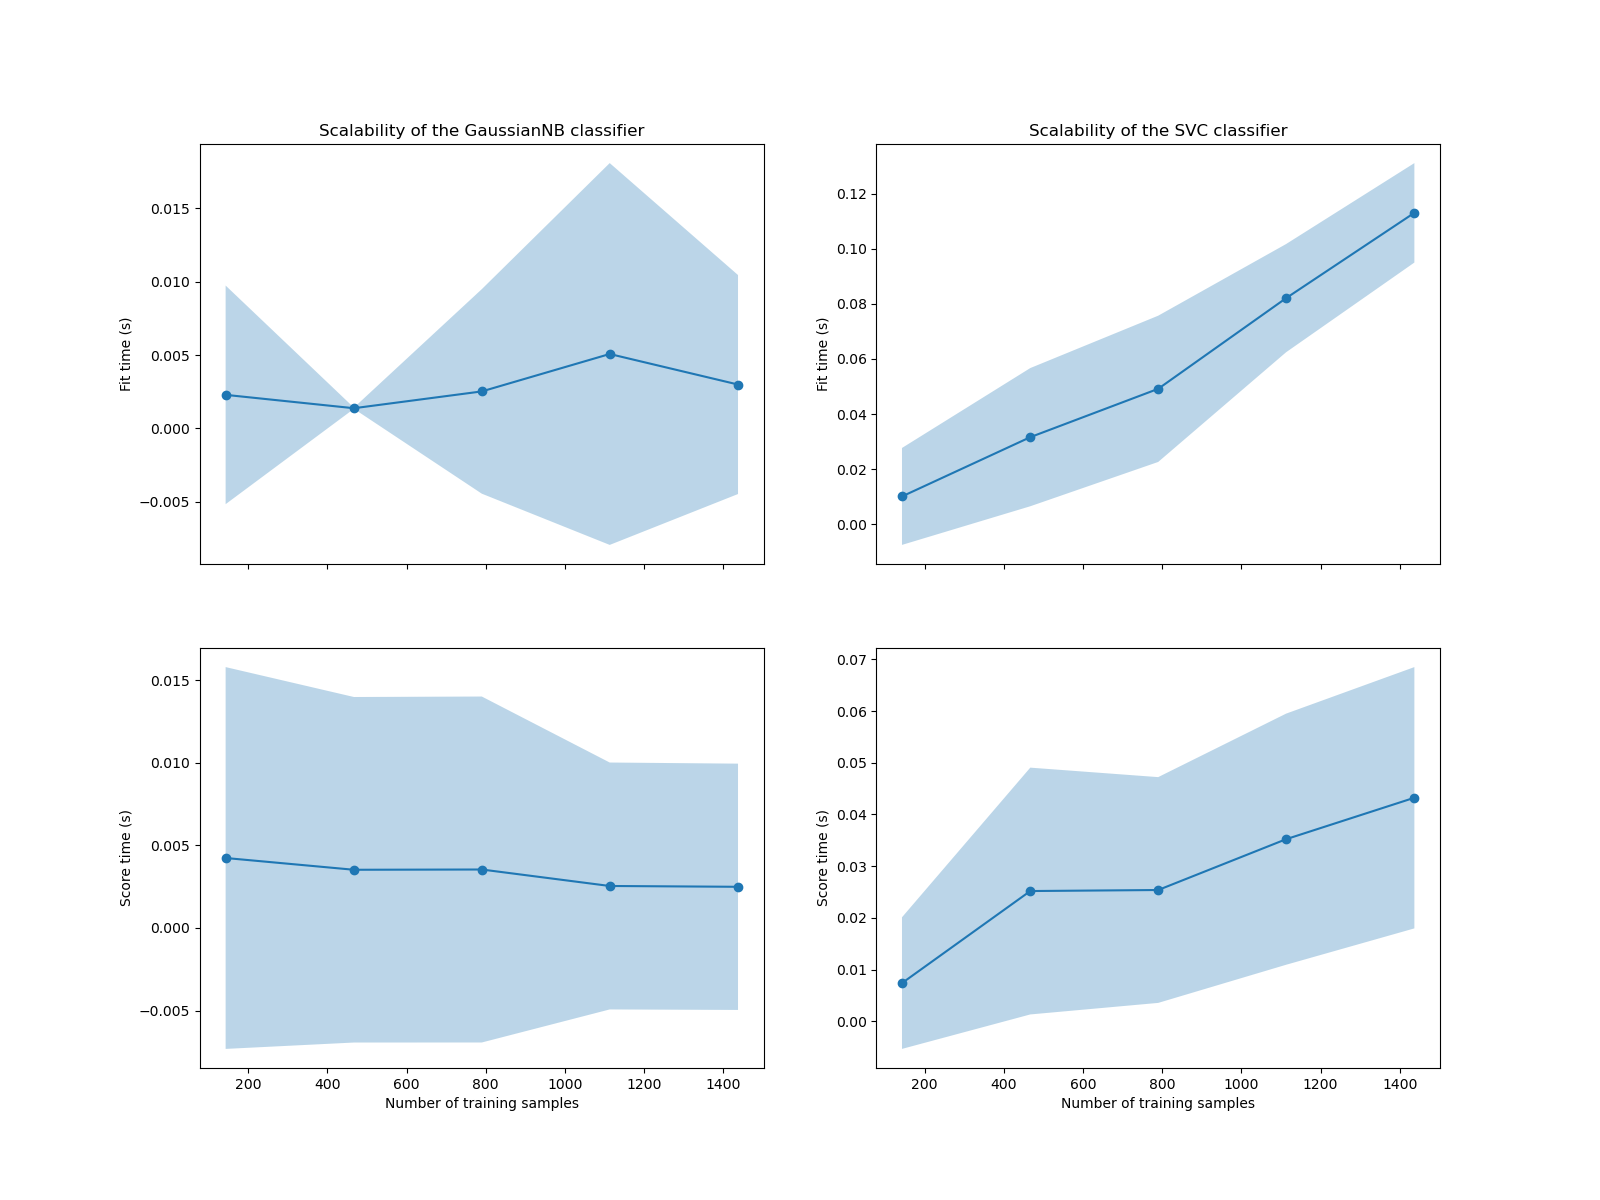 Scalability of the GaussianNB classifier
Fit time (s)
0.015
0.010
0.005
0.000
−0.005
Scalability of the SVC classifier
Fit time (s)
0.12
0.10
0.08
0.06
0.04
0.02
0.00
Score time (s)
0.015
0.010
0.005
0.000
−0.005
200 400 600 800 1000 1200 1400
Number of training samples
Score time (s)
0.07
0.06
0.05
0.04
0.03
0.02
0.01
0.00
200 400 600 800 1000 1200 1400
Number of training samples